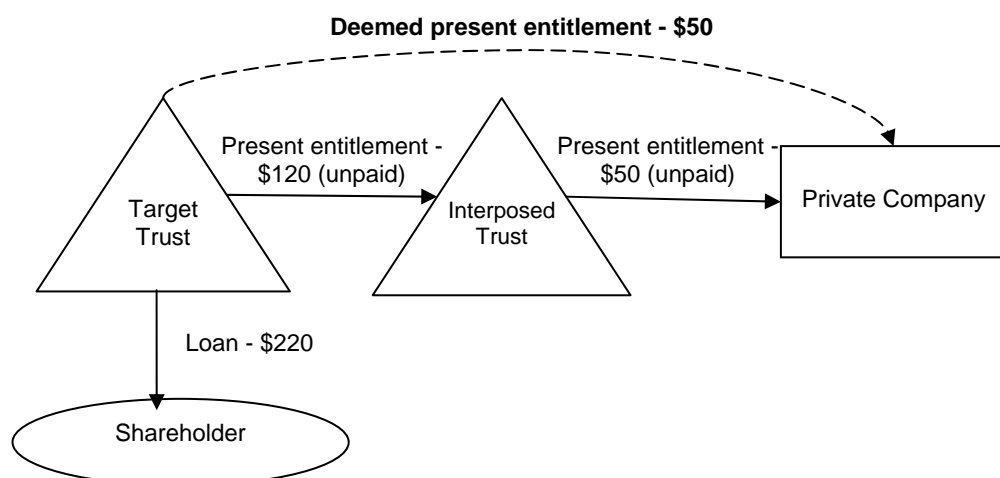 Deemed present entitlement - $50
Present entitlement -
$120 (unpaid)
Present entitlement -
$50 (unpaid)
Target
Trust
Interposed
Trust
Private Company
Loan - $220
Shareholder